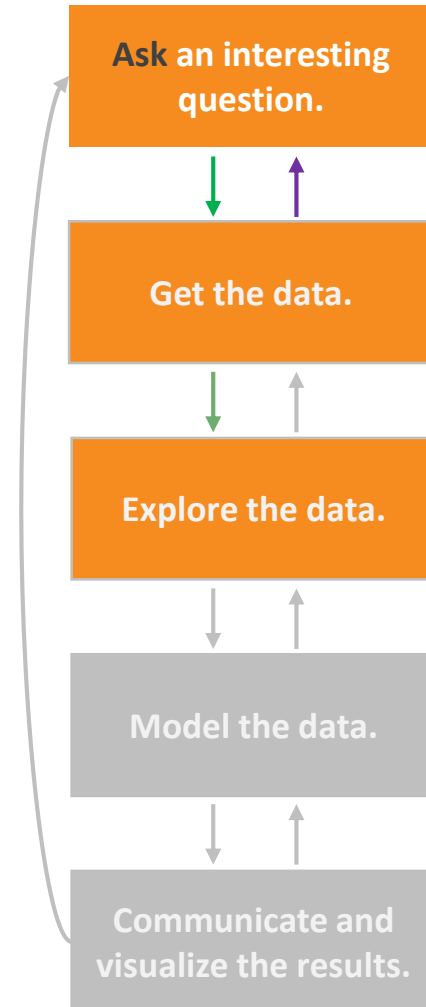 Ask an interesting
question.
Get the data.
Explore the data.
Model the data.
Communicate and
visualize the results.